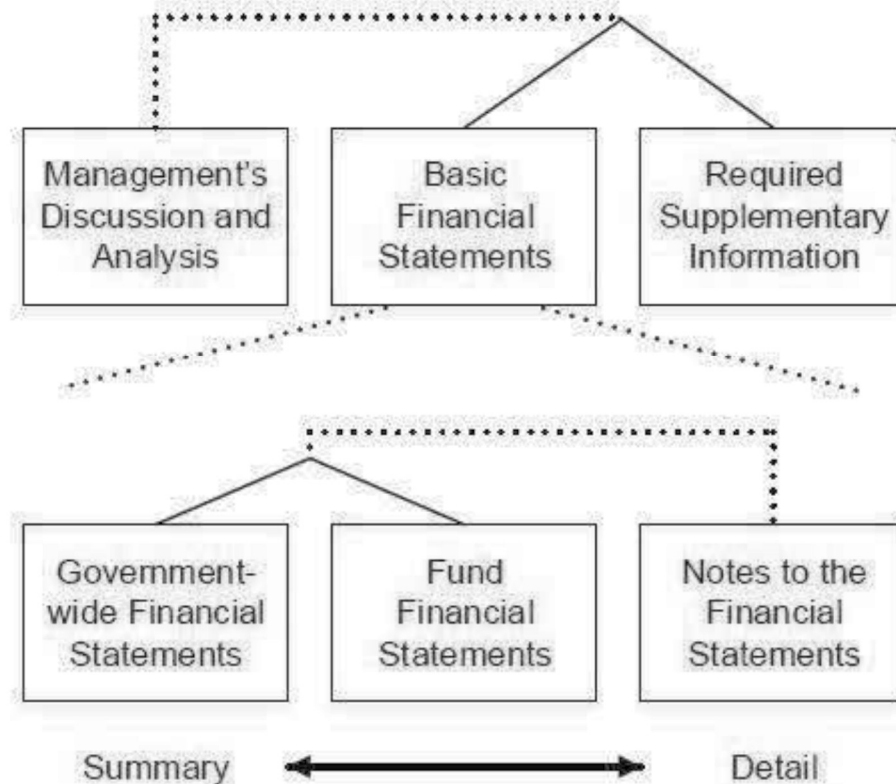 Management's
Discussion and
Analysis
Basic
Financial
Statements
Required
Supplementary
Information
Government-
wide Financial
Statements
Fund
Financial
Statements
Notes to the
Financial
Statements
Summary
Detail